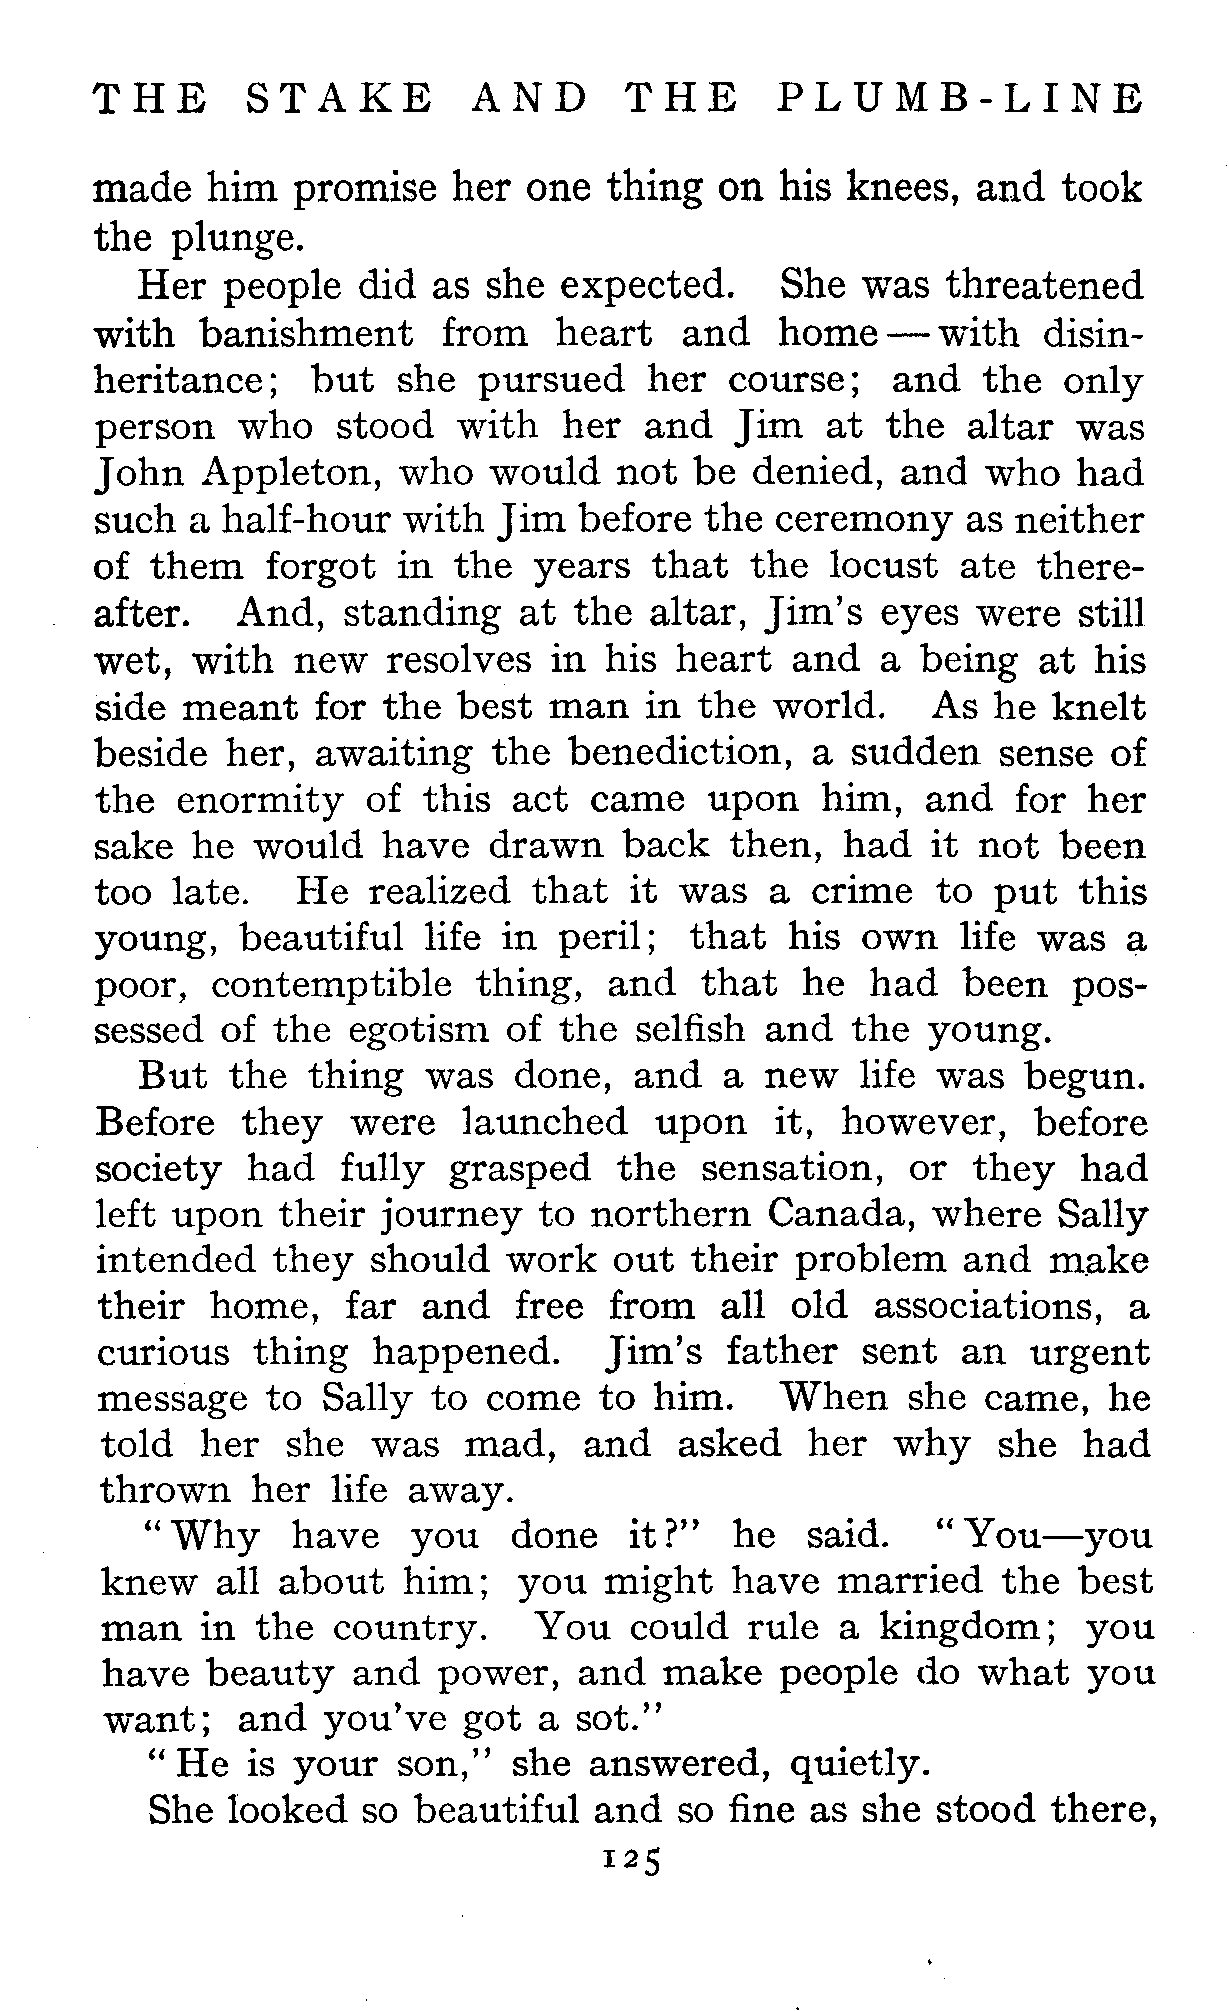 THE STAKE AND THE PLUMB-LINE
made him promise her one thing on his knees, and took
the plunge.
Her people did as she expected. She was threatened
with banishment from heart and home—with disin-
heritance; but she pursued her course; and the only
person who stood with her and Jim at the altar was
John Appleton, who would not be denied, and who had
such a half-hour with Jim before the ceremony as neither
of them forgot in the years that the locust ate there-
after. And, standing at the altar, Jim's eyes were still
wet, with new resolves in his heart and a being at his
side meant for the best man in the world. As he knelt
beside her, awaiting the benediction, a sudden sense of
the enormity of this act came upon him, and for her
sake he would have drawn back then, had it not been
too late. He realized that it was a crime to put this
young, beautiful life in peril; that his own life was a
poor, contemptible thing, and that he had been pos-
sessed of the egotism of the selfish and the young.
But the thing was done, and a new life was begun.
Before they were launched upon it, however, before
society had fully grasped the sensation, or they had
left upon their journey to northern Canada, where Sally
intended they should work out their problem and make
their home, far and free from all old associations, a
curious thing happened. Jim's father sent an urgent
message to Sally to come to him. When she came, he
told her she was mad, and asked her why she had
thrown her life away.
"Why have you done it?" he said. "You—you
knew all about him; you might have married the best
man in the country. You could rule a kingdom; you
have beauty and power, and make people do what you
want; and you've got a sot."
"He is your son," she answered, quietly.
She looked so beautiful and so fine as she stood there,
125